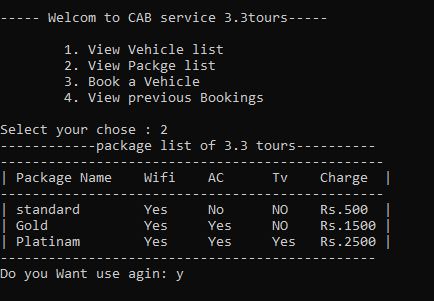 ----- Welcom to CAB service 3.3tours-----
1. View Vehicle list
2. View Packge list
3. Book a Vehicle
4. View previous Bookings
Select your chose : 2
------------package list of 3.3 tours----------
------------------------------------------------
| Package Name    Wifi    AC     Tv    Charge  |
------------------------------------------------
| standard        Yes     No     NO    Rs.500  |
| Gold            Yes     Yes    NO    Rs.1500 |
| Platinam        Yes     Yes    Yes   Rs.2500 |
-----------------------------------------------
Do you Want use agin: y